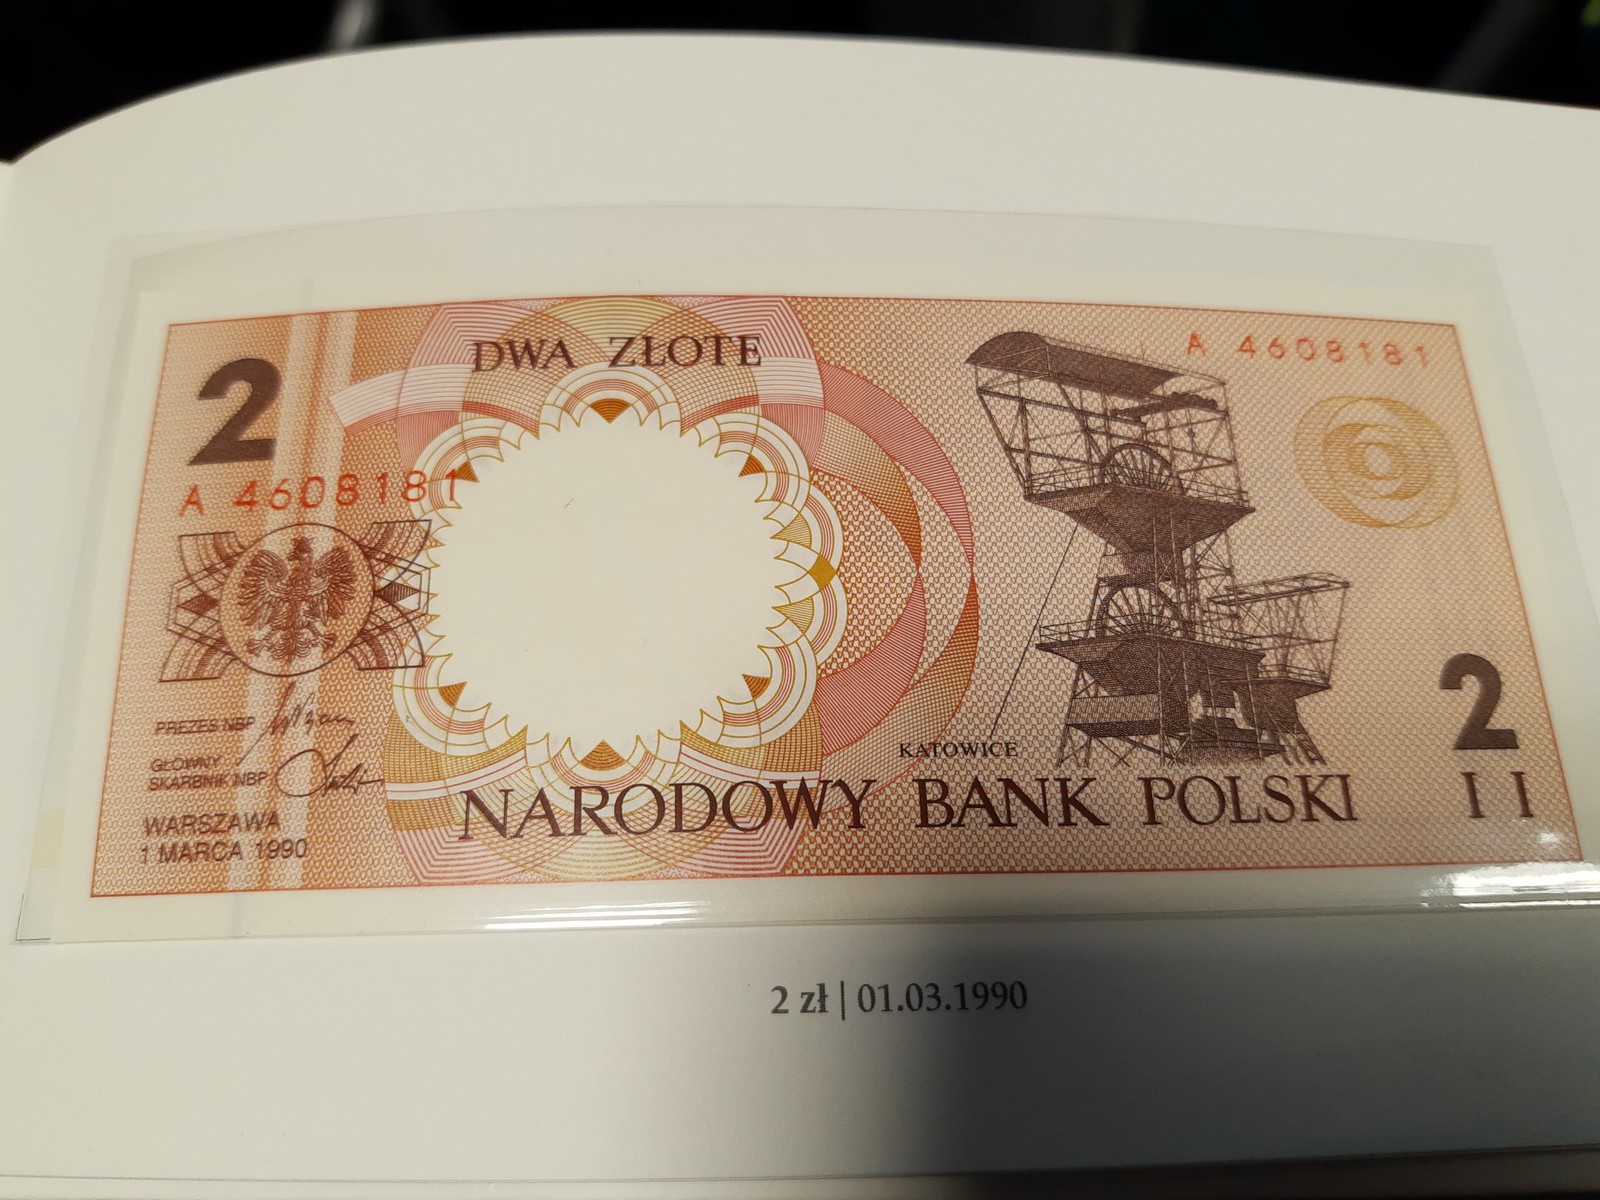 DWA ZŁOTE
2
A 4608181
A 4608181
PREZES NBP
GŁÓWNY
SKARBNIK NBP
WARSZAWA
1 MARCA 1990
KATOWICE
NARODOWY BANK POLSKI
2
I I
2 zł | 01.03.1990